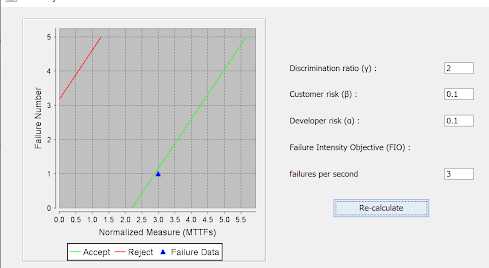 Discrimination ratio (γ) : 2
Customer risk (β) : 0.1
Developer risk (α) : 0.1
Failure Intensity Objective (FIO) :
failures per second 3
Re-calculate
Failure Number
5
4
3
2
1
0
0.0 0.5 1.0 1.5 2.0 2.5 3.0 3.5 4.0 4.5 5.0 5.5
Normalized Measure (MTTFs)
Accept Reject Failure Data